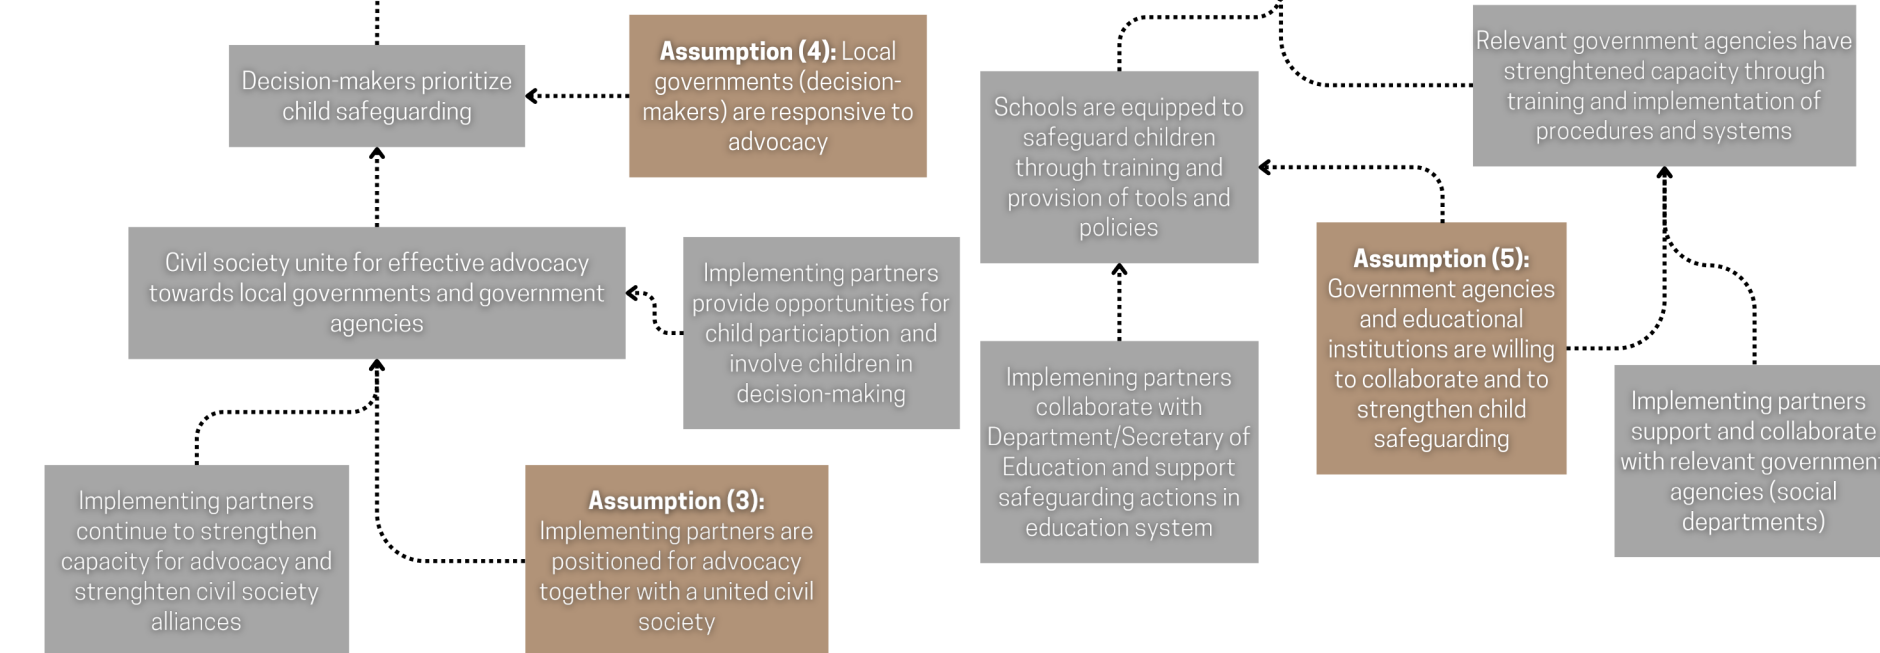 Decision-makers prioritize
child safeguarding
Assumption (4): Local
governments (decision-
makers) are responsive to
advocacy
Civil society unite for effective advocacy
towards local governments and government
agencies
Implementing partners
provide opportunities for
child particiaption and
involve children in
decision-making
Implementing partners
continue to strengthen
capacity for advocacy and
strenghten civil society
alliances
Assumption (3):
Implementing partners are
positioned for advocacy
together with a united civil
society
Schools are equipped to
safeguard children
through training and
provision of tools and
policies
Relevant government agencies have
strenghtened capacity through
training and implementation of
procedures and systems
Implemening partners
collaborate with
Department/Secretary of
Education and support
safeguarding actions in
education system
Assumption (5):
Government agencies
and educational
institutions are willing
to collaborate and to
strengthen child
safeguarding
Implementing partners
support and collaborate
with relevant government
agencies (social
departments)